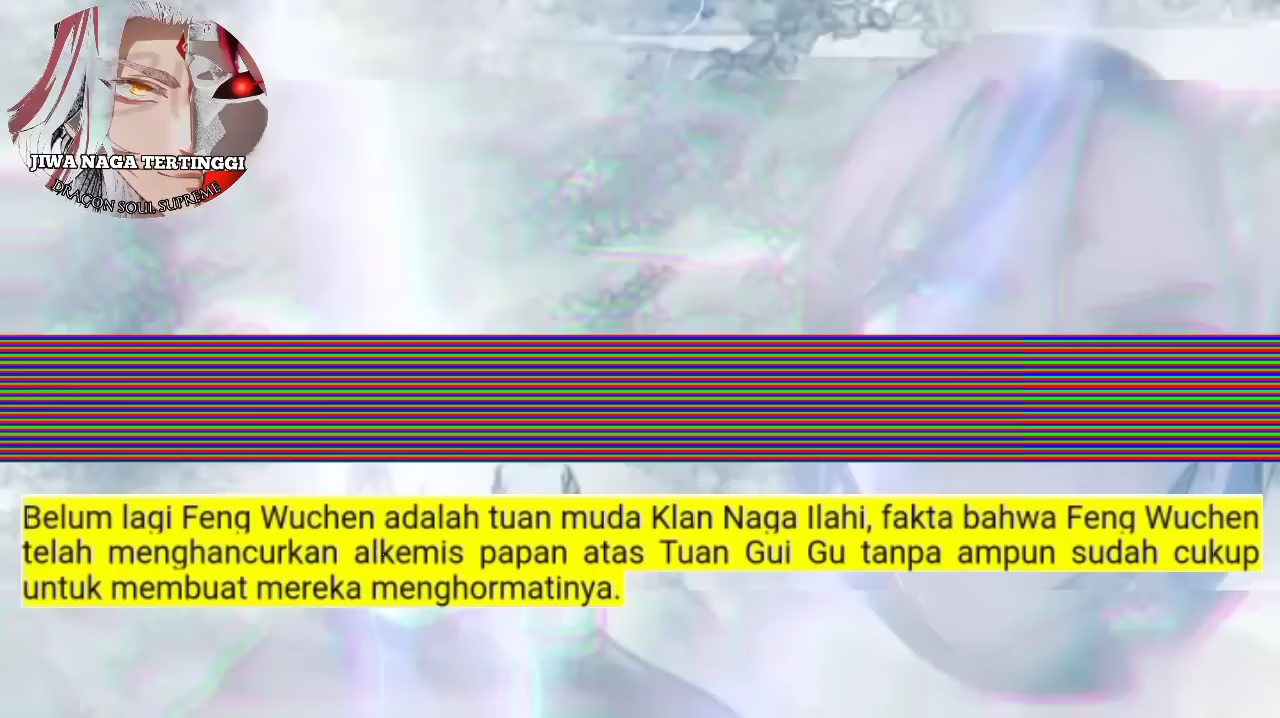 JIWA NAGA TERTINGGI
DRAGON SOUL SUPREME
Belum lagi Feng Wuchen adalah tuan muda Klan Naga Ilahi, fakta bahwa Feng Wuchen
telah menghancurkan alkemis papan atas Tuan Gui Gu tanpa ampun sudah cukup
untuk membuat mereka menghormatinya.